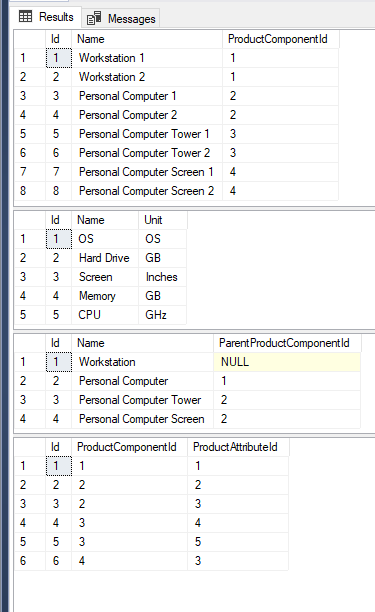 Results Messages
Id Name ProductComponentId
1 1 Workstation 1 1
2 2 Workstation 2 1
3 3 Personal Computer 1 2
4 4 Personal Computer 2 2
5 5 Personal Computer Tower 1 3
6 6 Personal Computer Tower 2 3
7 7 Personal Computer Screen 1 4
8 8 Personal Computer Screen 2 4
Id Name Unit
1 1 OS OS
2 2 Hard Drive GB
3 3 Screen Inches
4 4 Memory GB
5 5 CPU GHz
Id Name ParentProductComponentId
1 1 Workstation NULL
2 2 Personal Computer 1
3 3 Personal Computer Tower 2
4 4 Personal Computer Screen 2
Id ProductComponentId ProductAttributeId
1 1 1 1
2 2 2 2
3 3 2 3
4 4 3 4
5 5 3 5
6 6 4 3